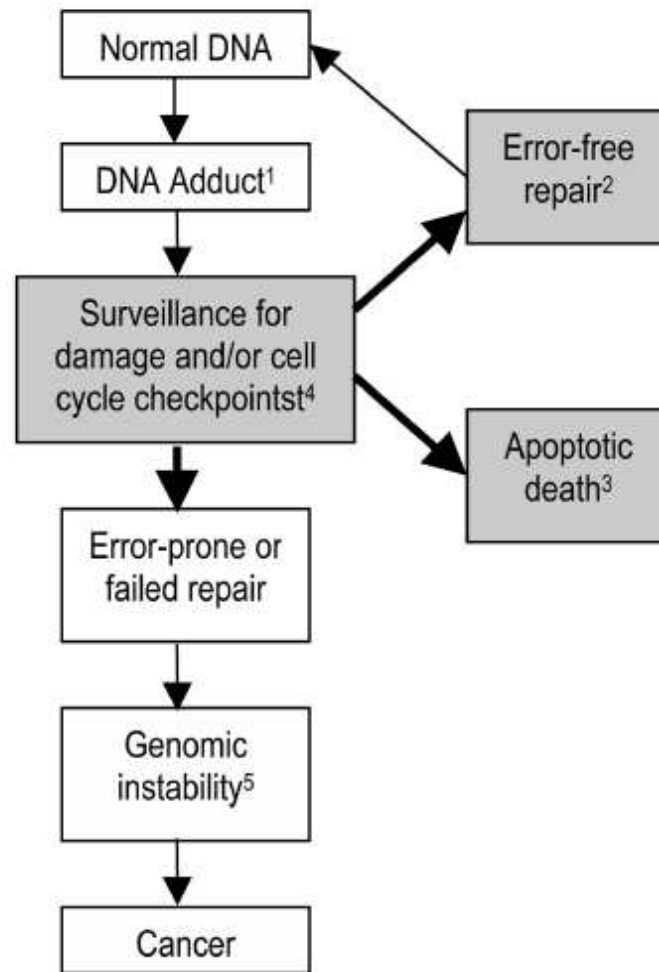 Normal DNA
DNA Adduct¹
Error-free
repair²
Surveillance for
damage and/or cell
cycle checkpointst⁴
Apoptotic
death³
Error-prone or
failed repair
Genomic
instability⁵
Cancer